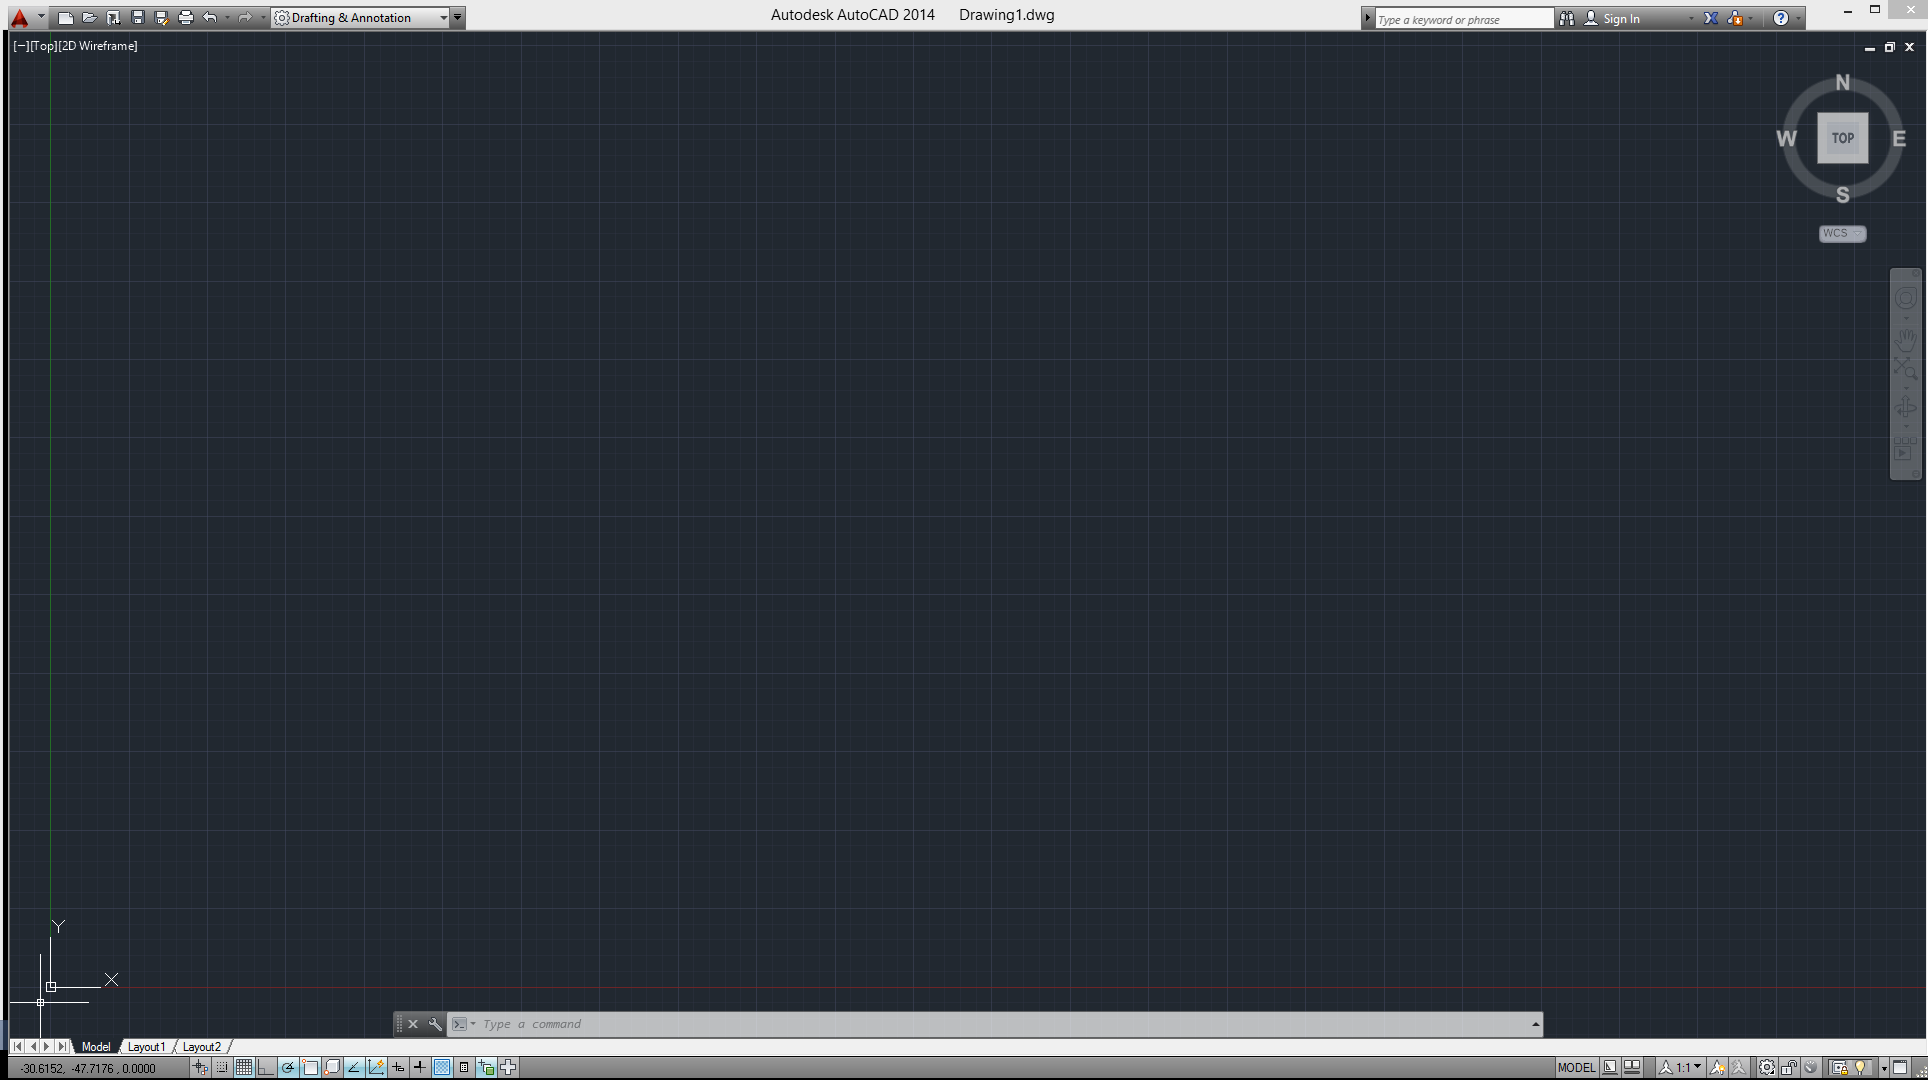 Drafting & Annotation
Autodesk AutoCAD 2014 Drawing1.dwg
Type a keyword or phrase
Sign In
[−][Top][2D Wireframe]
N
W TOP E
S
WCS
Y
X
Type a command
Model Layout1 Layout2
-30.6152, -47.7176 , 0.0000
MODEL
1:1